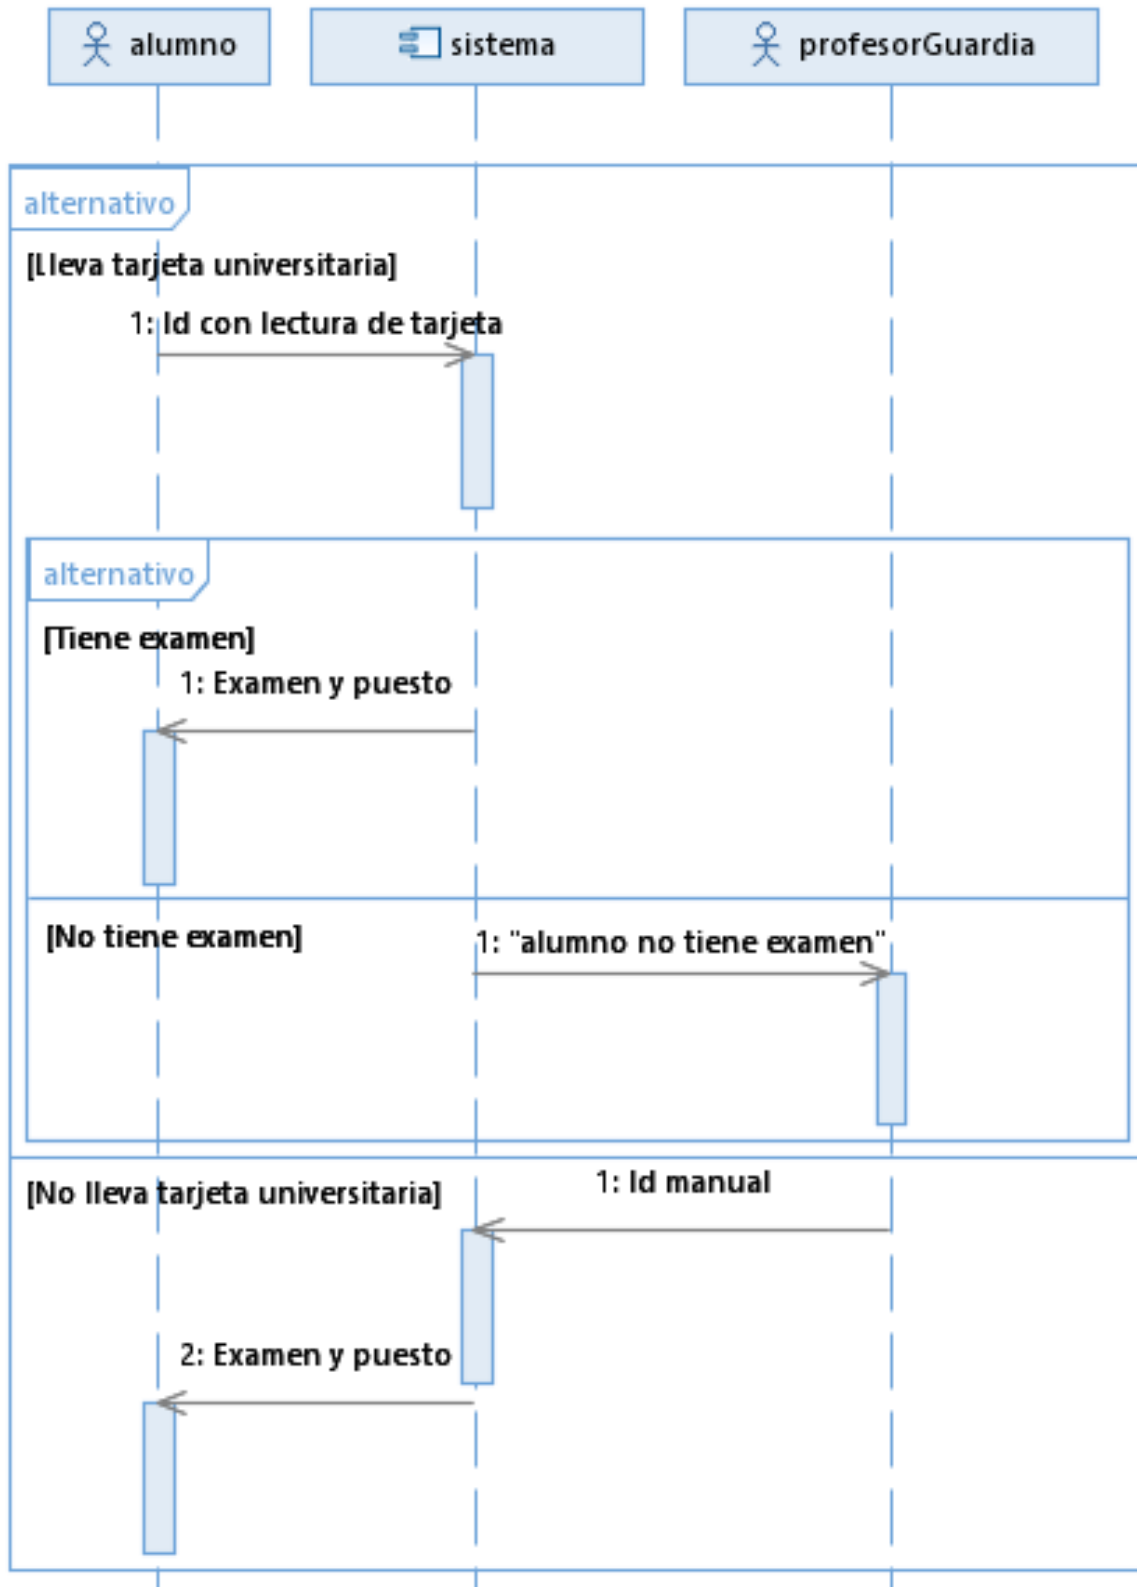 alumno
sistema
profesorGuardia
alternativo
[Lleva tarjeta universitaria]
1: Id con lectura de tarjeta
alternativo
[Tiene examen]
1: Examen y puesto
[No tiene examen]
1: "alumno no tiene examen"
[No lleva tarjeta universitaria]
1: Id manual
2: Examen y puesto